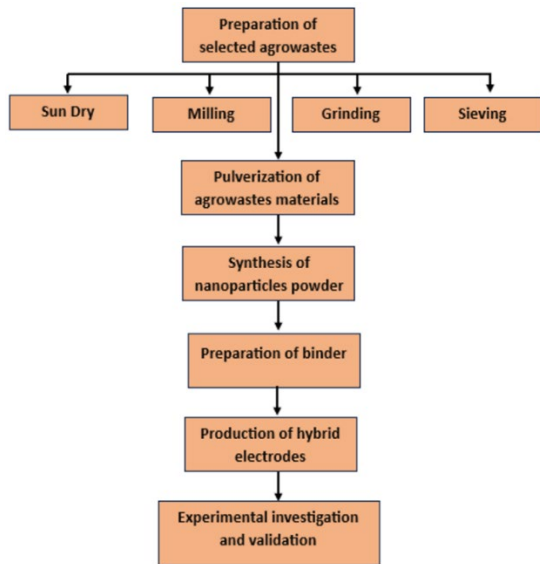 Preparation of
selected agrowastes
Sun Dry
Milling
Grinding
Sieving
Pulverization of
agrowastes materials
Synthesis of
nanoparticles powder
Preparation of binder
Production of hybrid
electrodes
Experimental investigation
and validation